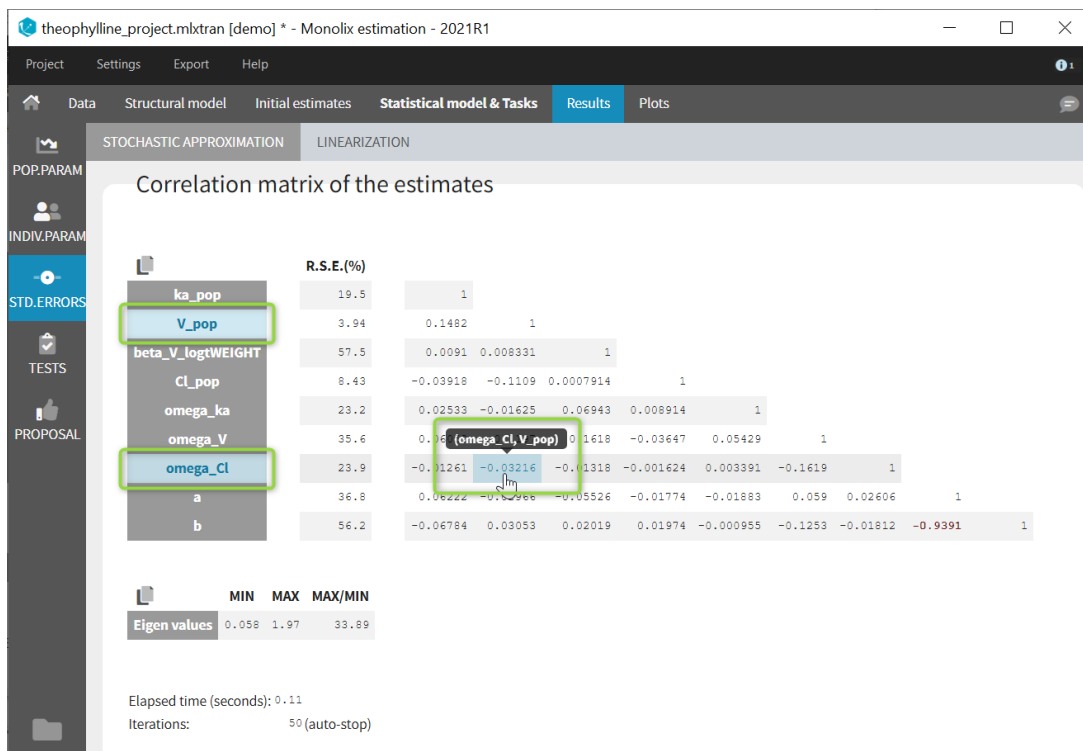 theophylline_project.mlxtran [demo] * - Monolix estimation - 2021R1
Project Settings Export Help 1
Data Structural model Initial estimates Statistical model & Tasks Results Plots
STOCHASTIC APPROXIMATION LINEARIZATION
POP.PARAM
INDIV.PARAM
STD.ERRORS
TESTS
PROPOSAL
Correlation matrix of the estimates
R.S.E.(%)
ka_pop 19.5 1
V_pop 3.94 0.1482 1
beta_V_logtWEIGHT 57.5 0.0091 0.008331 1
Cl_pop 8.43 -0.03918 -0.1109 0.0007914 1
omega_ka 23.2 0.02533 -0.01625 0.06943 0.008914 1
(omega_Cl, V_pop)
omega_V 35.6 -0.03647 0.05429 1
omega_Cl 23.9 -0.01261 -0.03216 -0.01318 -0.001624 0.003391 -0.1619 1
a 36.8 0.06222 -0.05526 -0.01774 -0.01883 0.059 0.02606 1
b 56.2 -0.06784 0.03053 0.02019 0.01974 -0.000955 -0.1253 -0.01812 -0.9391 1
MIN MAX MAX/MIN
Eigen values 0.058 1.97 33.89
Elapsed time (seconds): 0.11
Iterations: 50 (auto-stop)